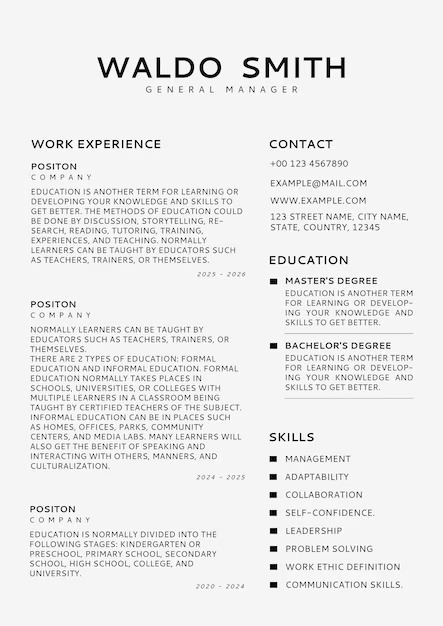 WALDO SMITH
GENERAL MANAGER
WORK EXPERIENCE
POSITON
COMPANY
EDUCATION IS ANOTHER TERM FOR LEARNING OR
DEVELOPING YOUR KNOWLEDGE AND SKILLS TO
GET BETTER. THE METHODS OF EDUCATION COULD
BE DONE BY DISCUSSION, STORYTELLING, RE-
SEARCH, READING, TUTORING, TRAINING,
EXPERIENCES, AND TEACHING. NORMALLY
LEARNERS CAN BE TAUGHT BY EDUCATORS SUCH
AS TEACHERS, TRAINERS, OR THEMSELVES.
2025 - 2026
POSITON
COMPANY
NORMALLY LEARNERS CAN BE TAUGHT BY
EDUCATORS SUCH AS TEACHERS, TRAINERS, OR
THEMSELVES.
THERE ARE 2 TYPES OF EDUCATION: FORMAL
EDUCATION AND INFORMAL EDUCATION. FORMAL
EDUCATION NORMALLY TAKES PLACES IN
SCHOOLS, UNIVERSITIES, OR COLLEGES WITH
MULTIPLE LEARNERS IN A CLASSROOM BEING
TAUGHT BY CERTIFIED TEACHERS OF THE SUBJECT.
INFORMAL EDUCATION CAN BE IN PLACES SUCH
AS HOMES, OFFICES, PARKS, COMMUNITY
CENTERS, AND MEDIA LABS. MANY LEARNERS WILL
ALSO GET THE BENEFIT OF SPEAKING AND
INTERACTING WITH OTHERS, MANNERS, AND
CULTURALIZATION.
2024 - 2025
POSITON
COMPANY
EDUCATION IS NORMALLY DIVIDED INTO THE
FOLLOWING STAGES: KINDERGARTEN OR
PRESCHOOL, PRIMARY SCHOOL, SECONDARY
SCHOOL, HIGH SCHOOL, COLLEGE, AND
UNIVERSITY.
2020 - 2024
CONTACT
+00 123 4567890
EXAMPLE@MAIL.COM
WWW.EXAMPLE.COM
123 STREET NAME, CITY NAME,
STATE, COUNTRY, 12345
EDUCATION
MASTER'S DEGREE
EDUCATION IS ANOTHER TERM
FOR LEARNING OR DEVELOP-
ING YOUR KNOWLEDGE AND
SKILLS TO GET BETTER.
BACHELOR'S DEGREE
EDUCATION IS ANOTHER TERM
FOR LEARNING OR DEVELOP-
ING YOUR KNOWLEDGE AND
SKILLS TO GET BETTER.
SKILLS
MANAGEMENT
ADAPTABILITY
COLLABORATION
SELF-CONFIDENCE.
LEADERSHIP
PROBLEM SOLVING
WORK ETHIC DEFINITION
COMMUNICATION SKILLS.